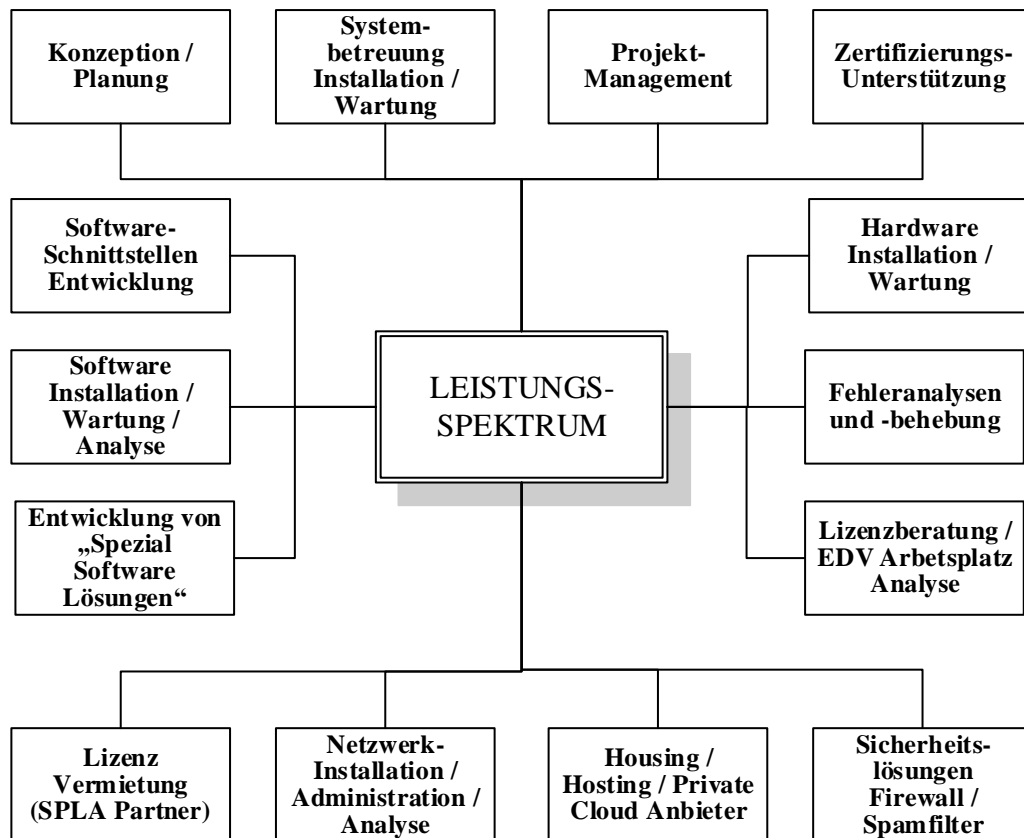 Konzeption /
Planung
System-
betreuung
Installation /
Wartung
Projekt-
Management
Zertifizierungs-
Unterstützung
Software-
Schnittstellen
Entwicklung
Hardware
Installation /
Wartung
Software
Installation /
Wartung /
Analyse
LEISTUNGS-
SPEKTRUM
Fehleranalysen
und -behebung
Entwicklung von
„Spezial
Software
Lösungen“
Lizenzberatung /
EDV Arbetsplatz
Analyse
Lizenz
Vermietung
(SPLA Partner)
Netzwerk-
Installation /
Administration /
Analyse
Housing /
Hosting / Private
Cloud Anbieter
Sicherheits-
lösungen
Firewall /
Spamfilter